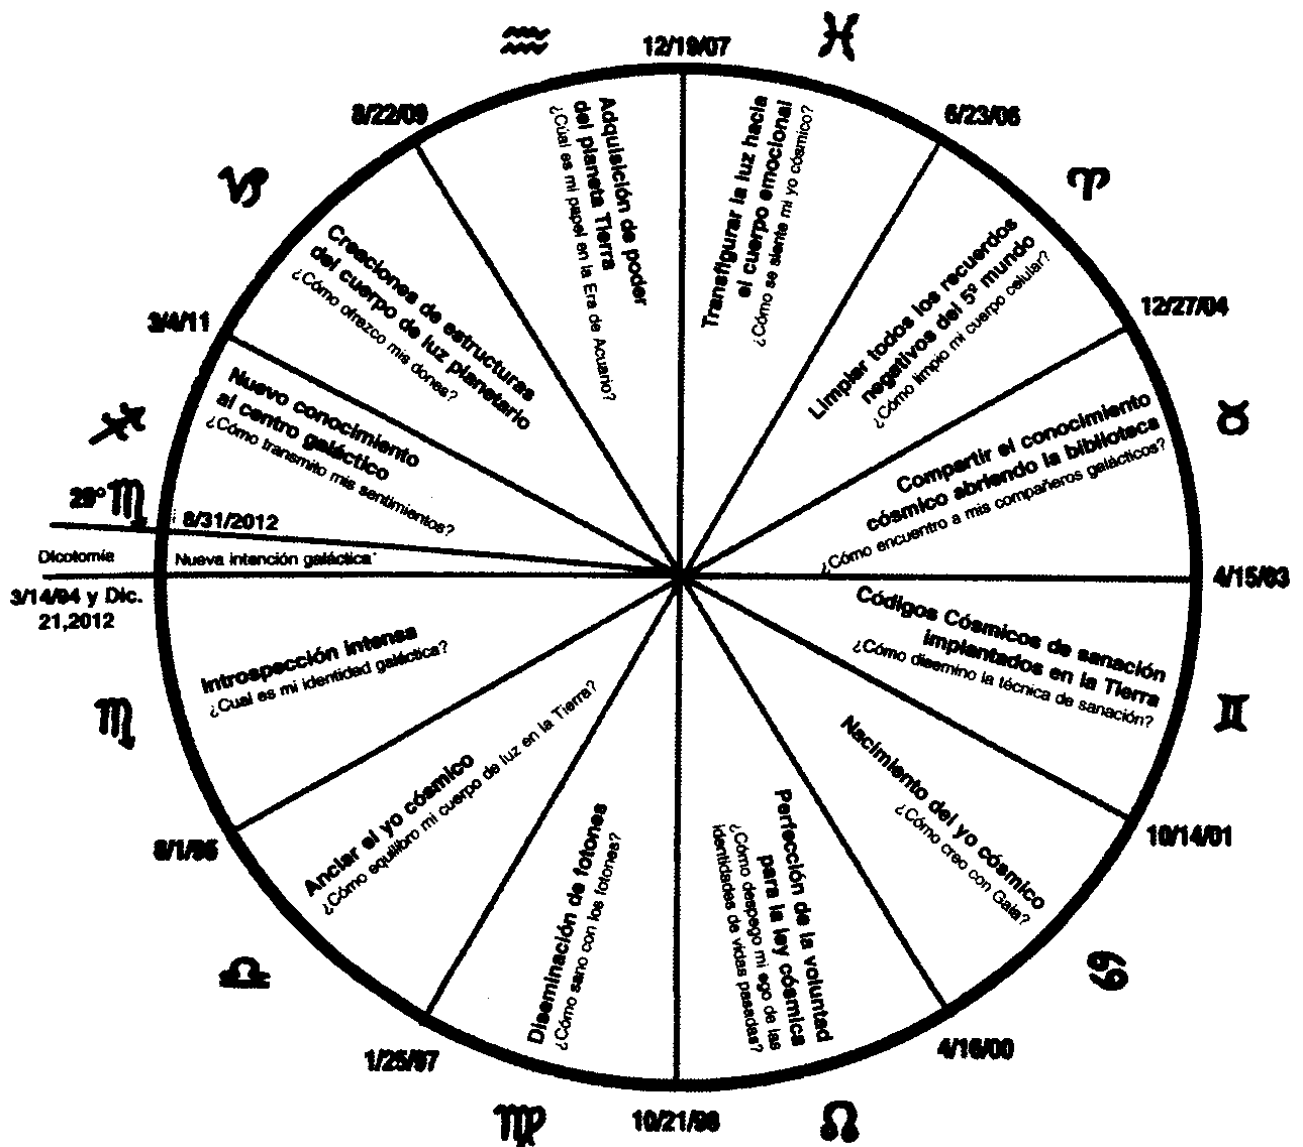 12/19/07
6/23/06
12/27/04
4/15/03
10/14/01
4/16/00
10/21/98
1/25/97
8/1/95
3/14/94 y Dic.
21,2012
Dicotomía
29°
8/31/2012
Nueva intención galáctica
3/4/11
8/22/09
Adquisición de poder
del planeta Tierra
¿Cúal es mi papel en la Era de Acuario?
Transfigurar la luz hacia
el cuerpo emocional
¿Cómo se siente mi yo cósmico?
Limpiar todos los recuerdos
negativos del 5º mundo
¿Cómo limpio mi cuerpo celular?
Compartir el conocimiento
cósmico abriendo la biblioteca
¿Cómo encuentro a mis compañeros galácticos?
Códigos Cósmicos de sanación
implantados en la Tierra
¿Cómo disemino la técnica de sanación?
Nacimiento del yo cósmico
¿Cómo creo con Gaia?
Perfección de la voluntad
para la ley cósmica
¿Cómo despego mi ego de las
identidades de vidas pasadas?
Diseminación de fotones
¿Cómo sano con los fotones?
Anclar el yo cósmico
¿Cómo equilibro mi cuerpo de luz en la Tierra?
Introspección intensa
¿Cual es mi identidad galáctica?
Nuevo conocimiento
al centro galáctico
¿Cómo transmito mis sentimientos?
Creaciones de estructuras
del cuerpo de luz planetario
¿Cómo ofrezco mis dones?